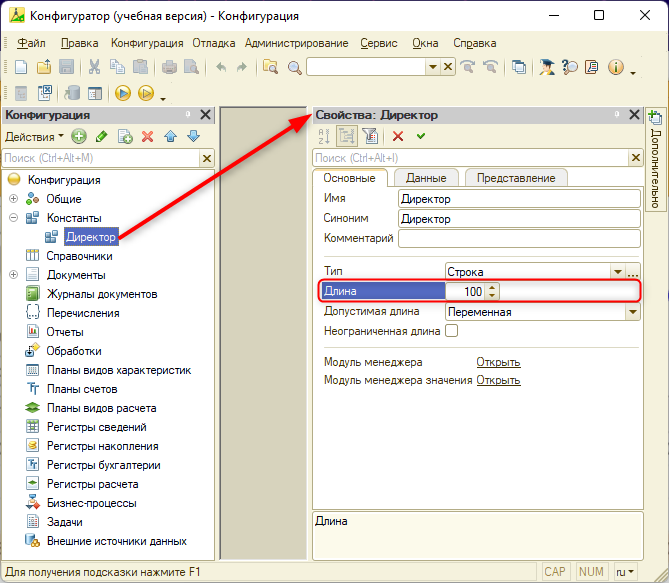 Конфигуратор (учебная версия) - Конфигурация
Файл Правка Конфигурация Отладка Администрирование Сервис Окна Справка
Конфигурация
Действия
Поиск (Ctrl+Alt+M)
Конфигурация
Общие
Константы
Директор
Справочники
Документы
Журналы документов
Перечисления
Отчеты
Обработки
Планы видов характеристик
Планы счетов
Планы видов расчета
Регистры сведений
Регистры накопления
Регистры бухгалтерии
Регистры расчета
Бизнес-процессы
Задачи
Внешние источники данных
Свойства: Директор
Поиск (Ctrl+Alt+I)
Основные Данные Представление
Имя Директор
Синоним Директор
Комментарий
Тип Строка ...
Длина 100
Допустимая длина Переменная
Неограниченная длина
Модуль менеджера Открыть
Модуль менеджера значения Открыть
Длина
Дополнительно
Для получения подсказки нажмите F1 CAP NUM ru